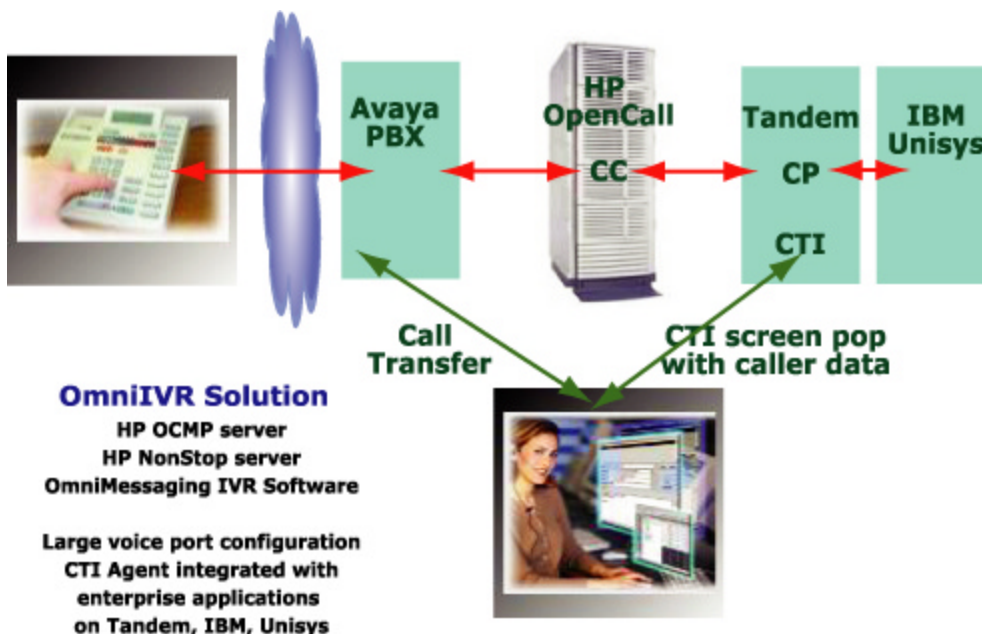 Avaya
PBX
HP
OpenCall
CC
Tandem
CP
CTI
IBM
Unisys
Call
Transfer
CTI screen pop
with caller data
OmniIVR Solution
HP OCMP server
HP NonStop server
OmniMessaging IVR Software
Large voice port configuration
CTI Agent integrated with
enterprise applications
on Tandem, IBM, Unisys